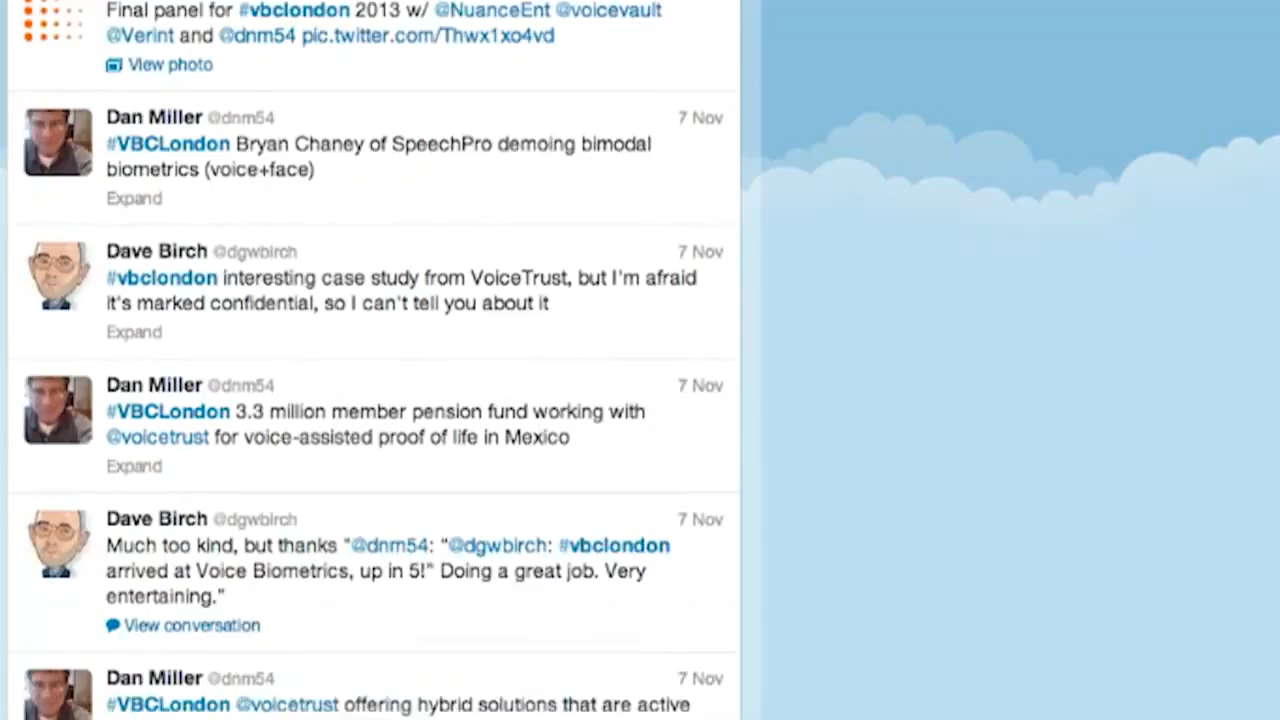 Final panel for #vbclondon 2013 w/ @NuanceEnt @voicevault
@Verint and @dnm54 pic.twitter.com/Thwx1xo4vd
View photo
Dan Miller @dnm54 7 Nov
#VBCLondon Bryan Chaney of SpeechPro demoing bimodal
biometrics (voice+face)
Expand
Dave Birch @dgwbirch 7 Nov
#vbclondon interesting case study from VoiceTrust, but I'm afraid
it's marked confidential, so I can't tell you about it
Expand
Dan Miller @dnm54 7 Nov
#VBCLondon 3.3 million member pension fund working with
@voicetrust for voice-assisted proof of life in Mexico
Expand
Dave Birch @dgwbirch 7 Nov
Much too kind, but thanks "@dnm54: "@dgwbirch: #vbclondon
arrived at Voice Biometrics, up in 5!" Doing a great job. Very
entertaining."
View conversation
Dan Miller @dnm54 7 Nov
#VBCLondon @voicetrust offering hybrid solutions that are active